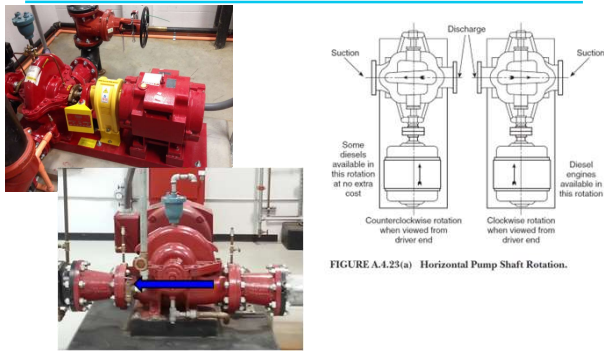 Discharge
Suction
Suction
Some
diesels
available in
this rotation
at no extra
cost
Diesel
engines
available in
this rotation
Counterclockwise rotation
when viewed from
driver end
Clockwise rotation
when viewed from
driver end
FIGURE A.4.23(a) Horizontal Pump Shaft Rotation.